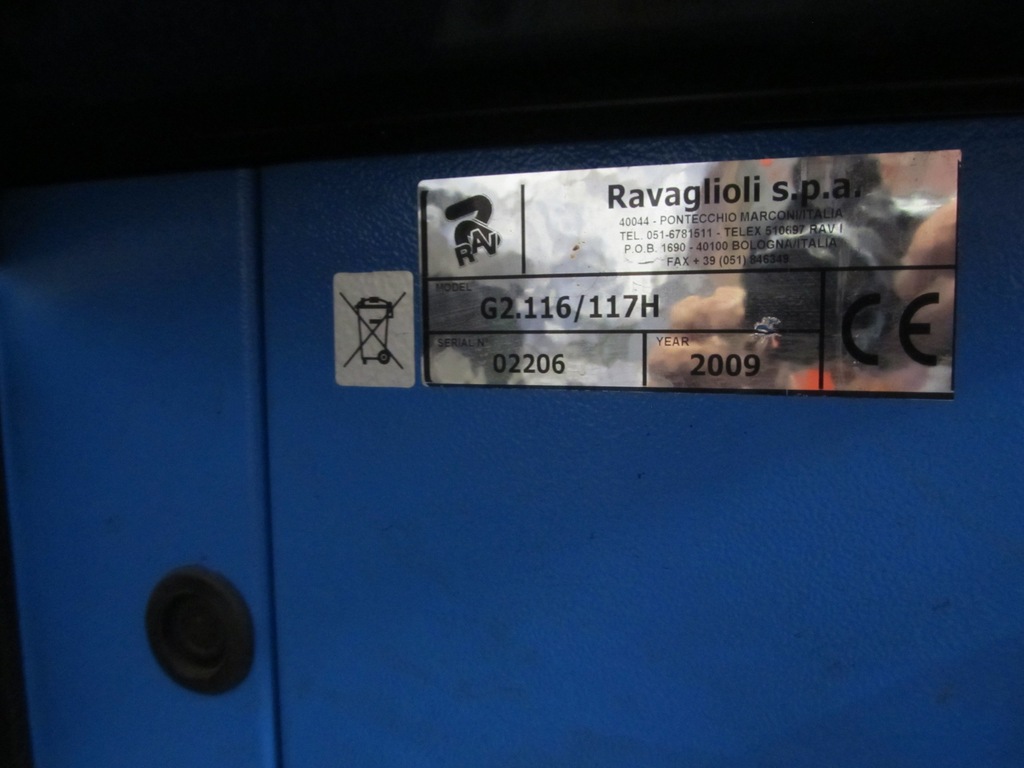 RAV
Ravaglioli s.p.a.
40044 - PONTECCHIO MARCONI/ITALIA
TEL. 051-6781511 - TELEX 510697 RAV I
P.O.B. 1690 - 40100 BOLOGNA/ITALIA
FAX + 39 (051) 846349
MODEL
G2.116/117H
SERIAL N°
02206
YEAR
2009
CE